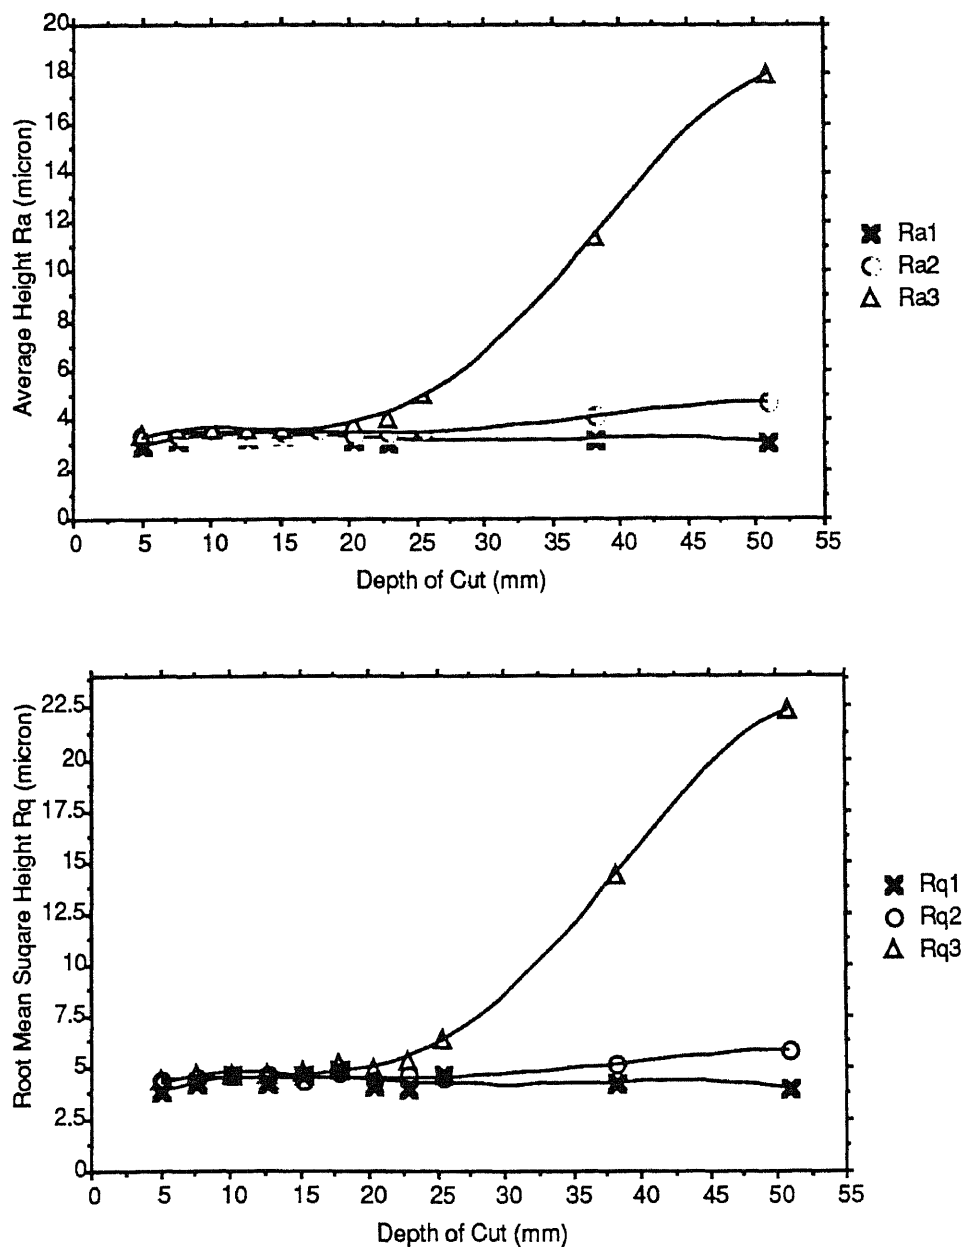 20
18
16
14
12
10
8
6
4
2
0
Average Height Ra (micron)
0 5 10 15 20 25 30 35 40 45 50 55
Depth of Cut (mm)
Ra1
Ra2
Ra3
22.5
20
17.5
15
12.5
10
7.5
5
2.5
0
Root Mean Suqare Height Rq (micron)
0 5 10 15 20 25 30 35 40 45 50 55
Depth of Cut (mm)
Rq1
Rq2
Rq3